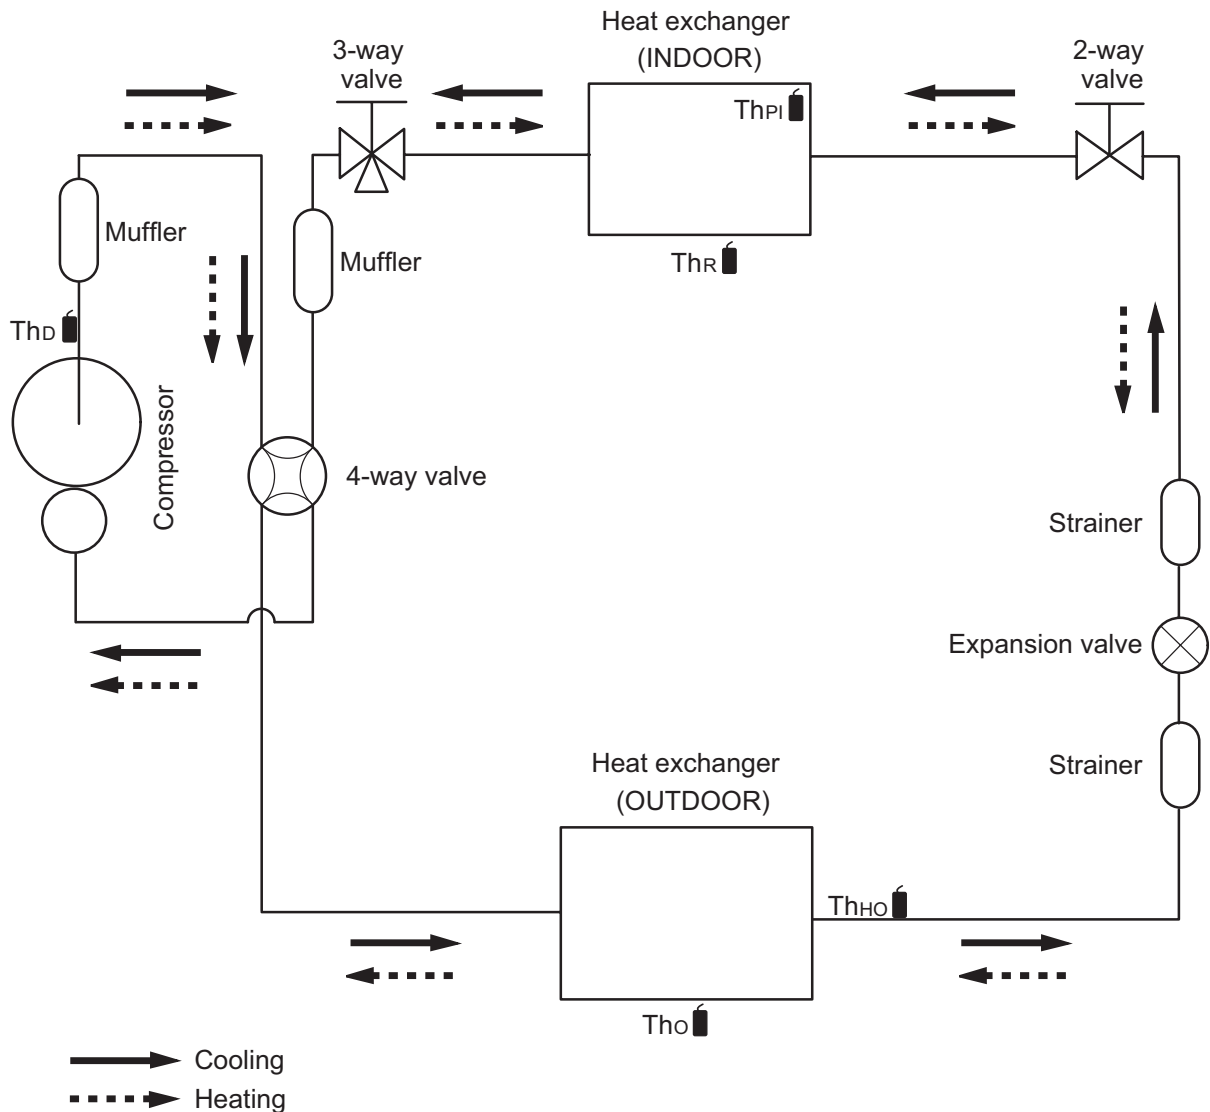 Heat exchanger
(INDOOR)
3-way
valve
2-way
valve
ThPI
Muffler
Muffler
ThR
ThD
Compressor
4-way valve
Strainer
Expansion valve
Strainer
Heat exchanger
(OUTDOOR)
ThHO
ThO
Cooling
Heating